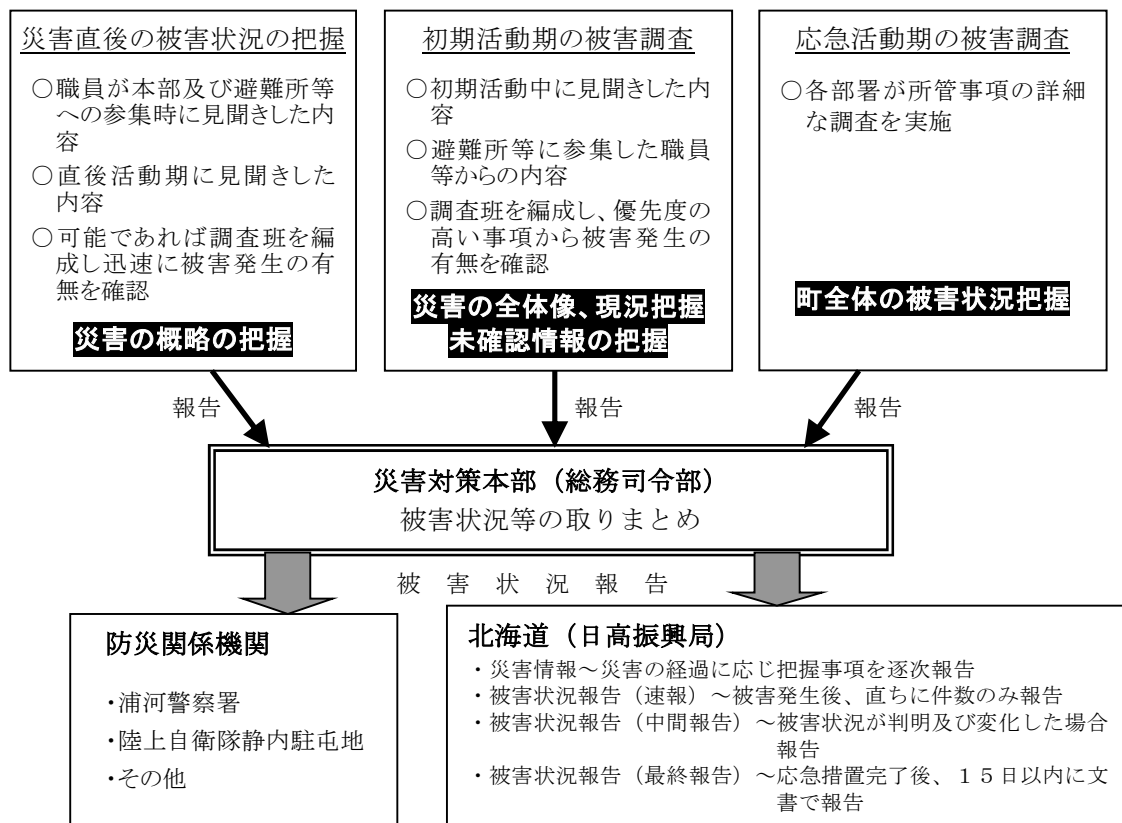 災害直後の被害状況の把握
○職員が本部及び避難所等
への参集時に見聞きした内
容
○直後活動期に見聞きした
内容
○可能であれば調査班を編
成し迅速に被害発生の有
無を確認
災害の概略の把握
初期活動期の被害調査
○初期活動中に見聞きした内
容
○避難所等に参集した職員
等からの内容
○調査班を編成し、優先度の
高い事項から被害発生の
有無を確認
災害の全体像、現況把握
未確認情報の把握
応急活動期の被害調査
○各部署が所管事項の詳細
な調査を実施
町全体の被害状況把握
報告
報告
報告
災害対策本部（総務司令部）
被害状況等の取りまとめ
被害状況報告
防災関係機関
・浦河警察署
・陸上自衛隊静内駐屯地
・その他
北海道（日高振興局）
・災害情報～災害の経過に応じ把握事項を逐次報告
・被害状況報告（速報）～被害発生後、直ちに件数のみ報告
・被害状況報告（中間報告）～被害状況が判明及び変化した場合
報告
・被害状況報告（最終報告）～応急措置完了後、１５日以内に文
書で報告